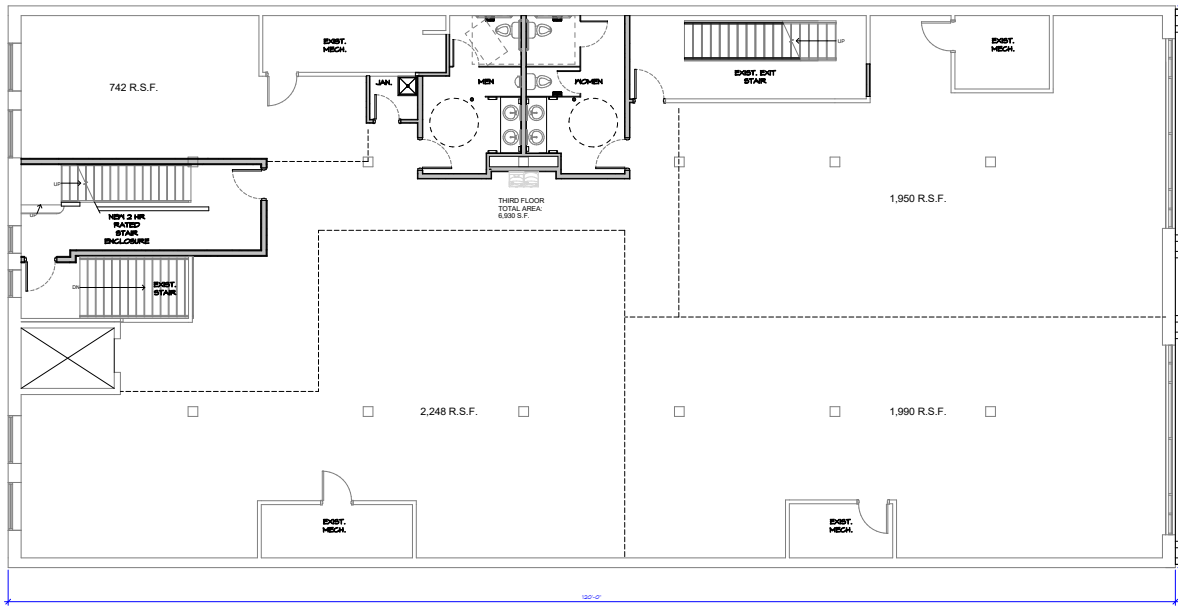 EXIST.
MECH.
EXIST.
MECH.
742 R.S.F.
JAN.
MEN
WOMEN
UP
EXIST. EXIT
STAIR
UP
UP
NEW 2 HR
RATED
STAIR
ENCLOSURE
THIRD FLOOR
TOTAL AREA:
6,930 S.F.
1,950 R.S.F.
DN
EXIST.
STAIR
2,248 R.S.F.
1,990 R.S.F.
EXIST.
MECH.
EXIST.
MECH.
120'-0"